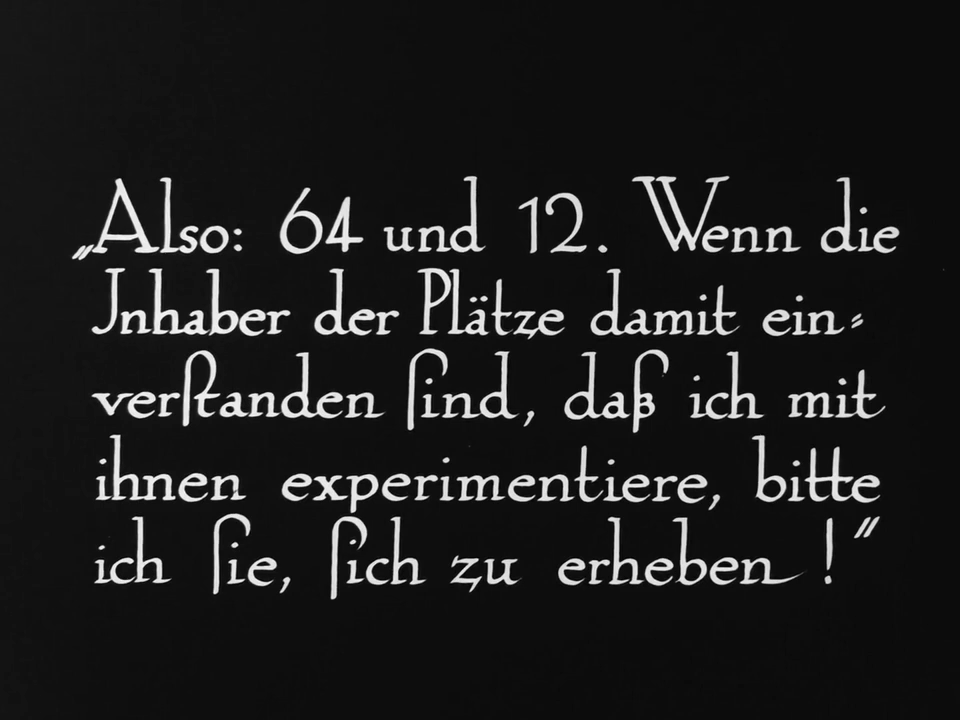 „Also: 64 und 12. Wenn die
Jnhaber der Plätze damit ein⸗
verſtanden ſind, daß ich mit
ihnen experimentiere, bitte
ich ſie, ſich zu erheben!“